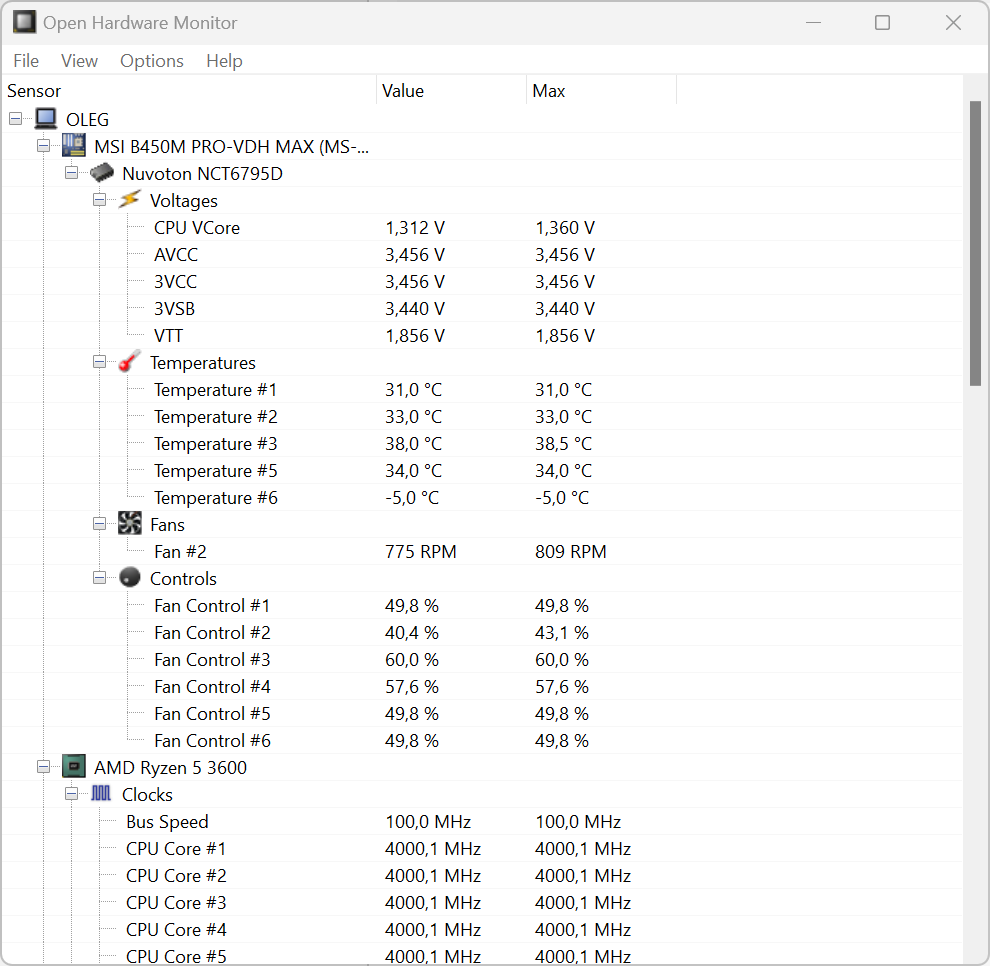 Open Hardware Monitor
File View Options Help
Sensor Value Max
OLEG
MSI B450M PRO-VDH MAX (MS-...
Nuvoton NCT6795D
Voltages
CPU VCore 1,312 V 1,360 V
AVCC 3,456 V 3,456 V
3VCC 3,456 V 3,456 V
3VSB 3,440 V 3,440 V
VTT 1,856 V 1,856 V
Temperatures
Temperature #1 31,0 °C 31,0 °C
Temperature #2 33,0 °C 33,0 °C
Temperature #3 38,0 °C 38,5 °C
Temperature #5 34,0 °C 34,0 °C
Temperature #6 -5,0 °C -5,0 °C
Fans
Fan #2 775 RPM 809 RPM
Controls
Fan Control #1 49,8 % 49,8 %
Fan Control #2 40,4 % 43,1 %
Fan Control #3 60,0 % 60,0 %
Fan Control #4 57,6 % 57,6 %
Fan Control #5 49,8 % 49,8 %
Fan Control #6 49,8 % 49,8 %
AMD Ryzen 5 3600
Clocks
Bus Speed 100,0 MHz 100,0 MHz
CPU Core #1 4000,1 MHz 4000,1 MHz
CPU Core #2 4000,1 MHz 4000,1 MHz
CPU Core #3 4000,1 MHz 4000,1 MHz
CPU Core #4 4000,1 MHz 4000,1 MHz
CPU Core #5 4000,1 MHz 4000,1 MHz